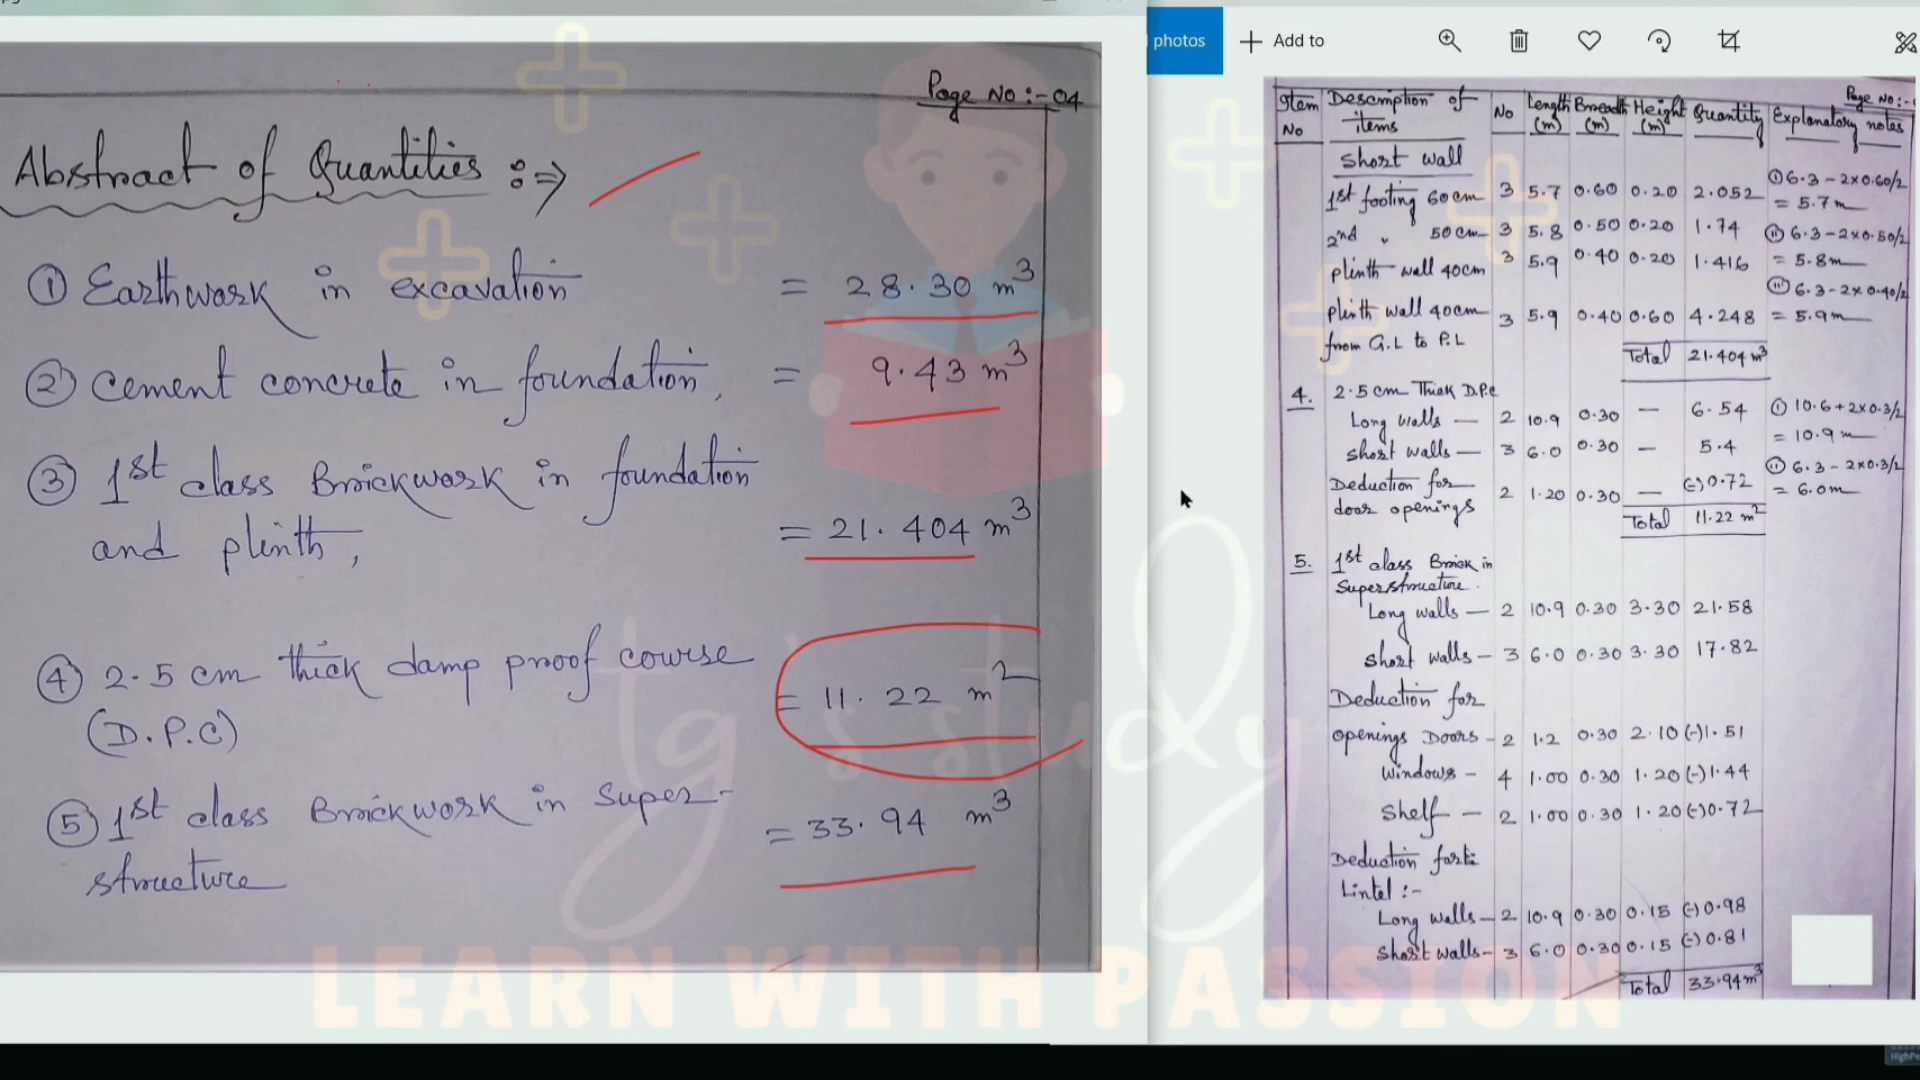 Page No :- 04
Abstract of Quantities :⇒
① Earthwork in excavation = 28.30 m³
② Cement concrete in foundation, = 9.43 m³
③ 1st class Brickwork in foundation
and plinth, = 21.404 m³
④ 2.5 cm thick damp proof course
(D.P.C) = 11.22 m²
⑤ 1st class Brickwork in Super-
structure = 33.94 m³
tg's study
LEARN WITH PASSION
photos
Add to
Page No :-
Item No Description of items No Length (m) Breadth (m) Height (m) Quantity Explanatory notes
Short wall
1st footing 60cm 3 5.7 0.60 0.20 2.052 ① 6.3 - 2x0.60/2
= 5.7 m
2nd " 50cm 3 5.8 0.50 0.20 1.74 ② 6.3 - 2x0.50/2
= 5.8m
plinth wall 40cm 3 5.9 0.40 0.20 1.416
③ 6.3 - 2x0.40/2
plinth wall 40cm 3 5.9 0.40 0.60 4.248 = 5.9m
from G.L to P.L
Total 21.404 m³
4. 2.5 cm Thick D.P.C
Long walls — 2 10.9 0.30 — 6.54 ① 10.6 + 2x0.3/2
= 10.9 m
Short walls — 3 6.0 0.30 — 5.4 ② 6.3 - 2x0.3/2
= 6.0m
Deduction for
door openings 2 1.20 0.30 — (-) 0.72
Total 11.22 m²
5. 1st class Brick in
Superstructure.
Long walls — 2 10.9 0.30 3.30 21.58
Short walls - 3 6.0 0.30 3.30 17.82
Deduction for
openings Doors - 2 1.2 0.30 2.10 (-)1.51
Windows - 4 1.00 0.30 1.20 (-)1.44
Shelf — 2 1.00 0.30 1.20 (-)0.72
Deduction for
Lintel :-
Long walls — 2 10.9 0.30 0.15 (-)0.98
Short walls - 3 6.0 0.30 0.15 (-)0.81
Total 33.94m³